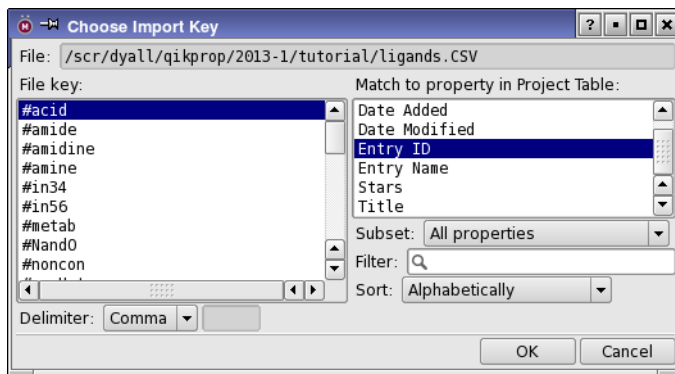 Choose Import Key
File: /scr/dyall/qikprop/2013-1/tutorial/ligands.CSV
File key:
#acid
#amide
#amidine
#amine
#in34
#in56
#metab
#NandO
#noncon
Match to property in Project Table:
Date Added
Date Modified
Entry ID
Entry Name
Stars
Title
Subset: All properties
Filter:
Sort: Alphabetically
Delimiter: Comma
OK Cancel